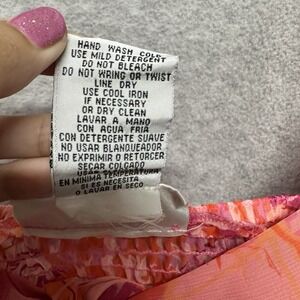 HAND WASH COLD
USE MILD DETERGENT
DO NOT BLEACH
DO NOT WRING OR TWIST
LINE DRY
USE COOL IRON
IF NECESSARY
OR DRY CLEAN
LAVAR A MANO
CON AGUA FRIA
CON DETERGENTE SUAVE
NO USAR BLANQUEADOR
NO EXPRIMIR O RETORCER
SECAR COLGADO
EN MINIMA TEMPERATURA
SI ES NECESITA
O LAVAR EN SECO